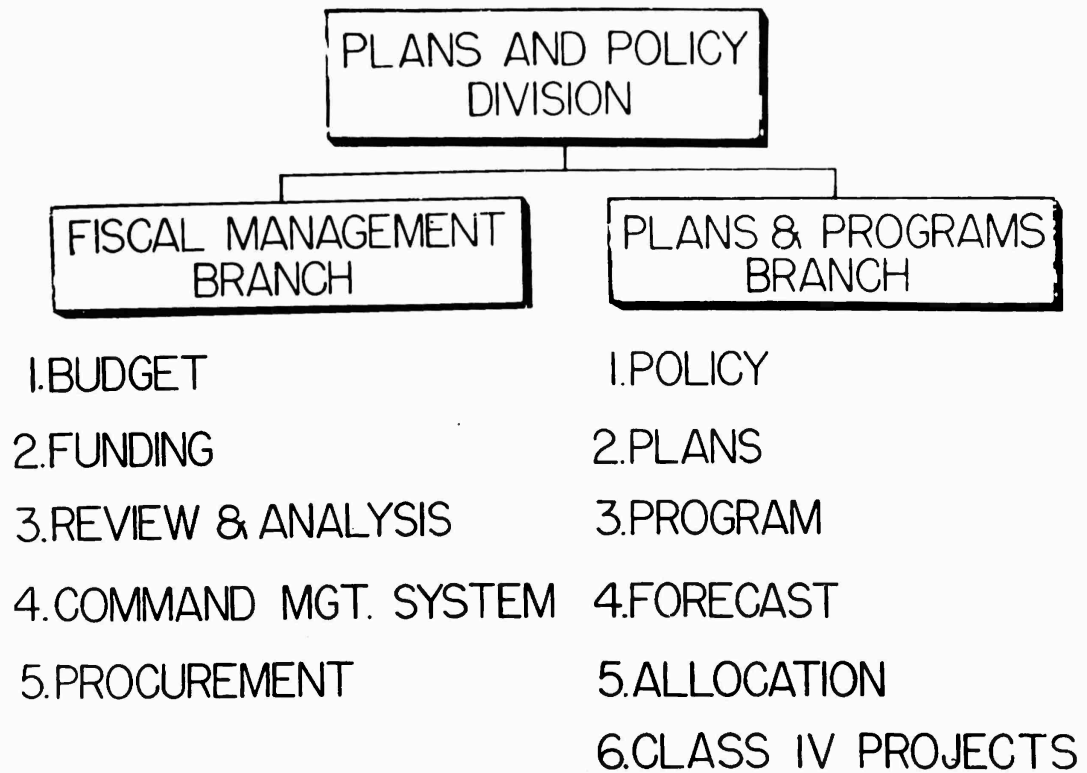 PLANS AND POLICY
DIVISION
FISCAL MANAGEMENT
BRANCH
1.BUDGET
2.FUNDING
3.REVIEW & ANALYSIS
4.COMMAND MGT. SYSTEM
5.PROCUREMENT
PLANS & PROGRAMS
BRANCH
1.POLICY
2.PLANS
3.PROGRAM
4.FORECAST
5.ALLOCATION
6.CLASS IV PROJECTS